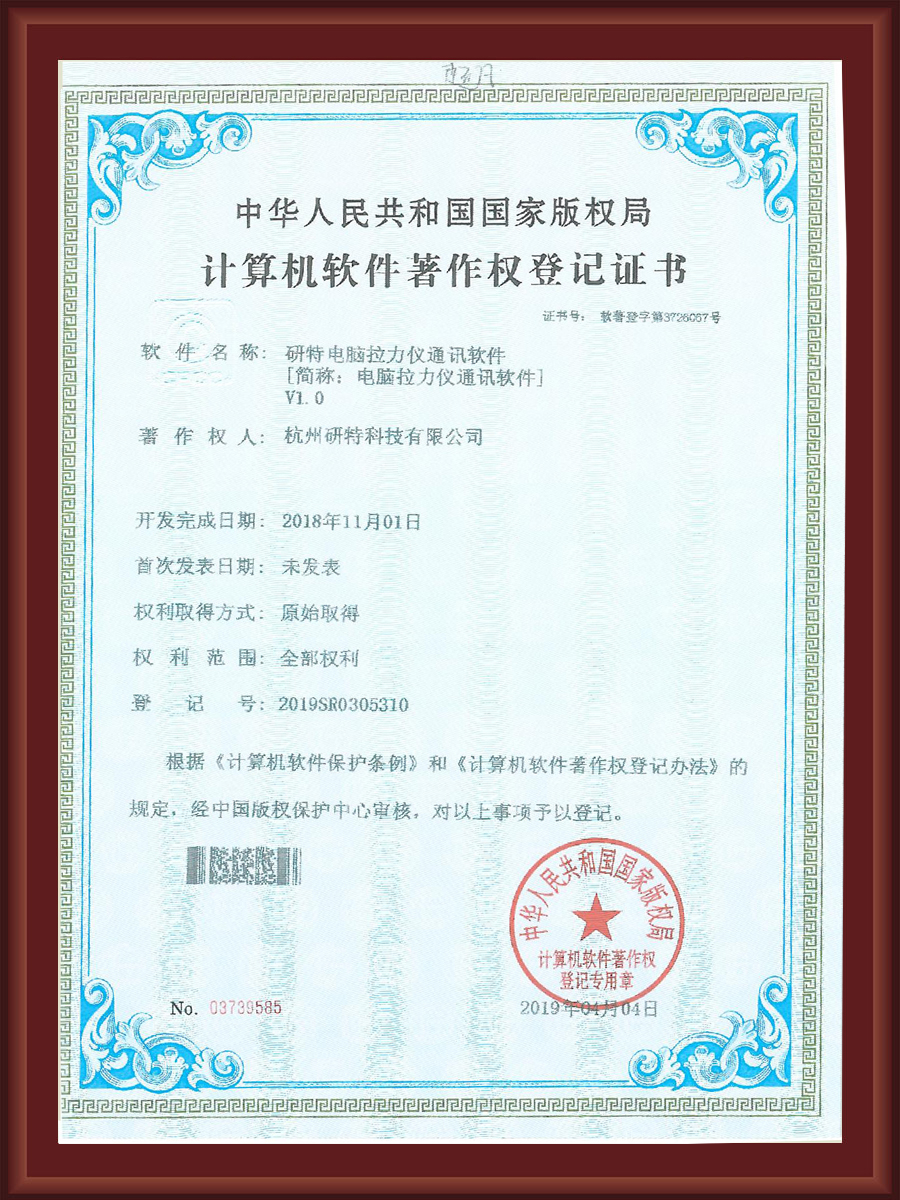 中华人民共和国国家版权局
计算机软件著作权登记证书
证书号： 软著登字第3726067号
软件名称： 研特电脑拉力仪通讯软件
[简称：电脑拉力仪通讯软件]
V1.0
著作权人： 杭州研特科技有限公司
开发完成日期： 2018年11月01日
首次发表日期： 未发表
权利取得方式： 原始取得
权利范围： 全部权利
登记号： 2019SR0305310
根据《计算机软件保护条例》和《计算机软件著作权登记办法》的
规定，经中国版权保护中心审核，对以上事项予以登记。
中华人民共和国国家版权局
计算机软件著作权
登记专用章
No. 03739585
2019年04月04日